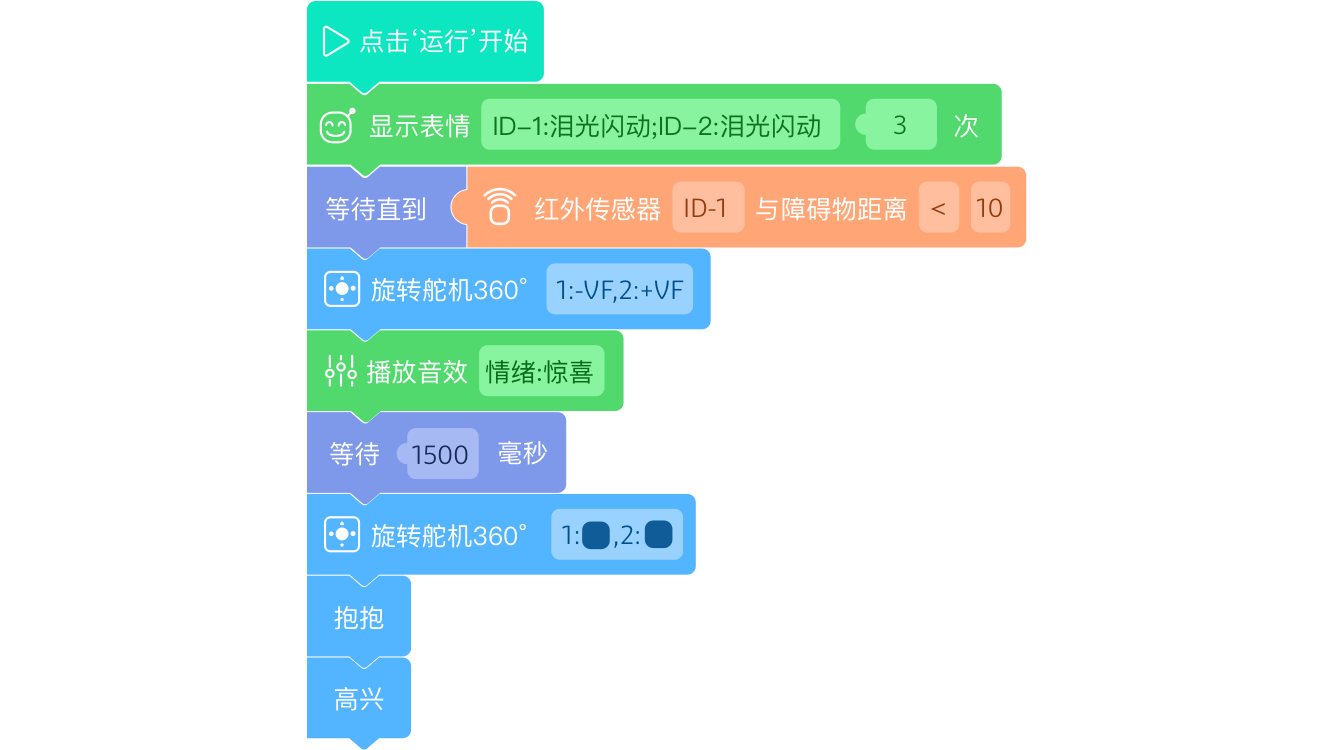 点击‘运行’开始
显示表情 ID-1:泪光闪动;ID-2:泪光闪动 3 次
等待直到 红外传感器 ID-1 与障碍物距离 < 10
旋转舵机360° 1:-VF,2:+VF
播放音效 情绪:惊喜
等待 1500 毫秒
旋转舵机360° 1: ,2:
抱抱
高兴